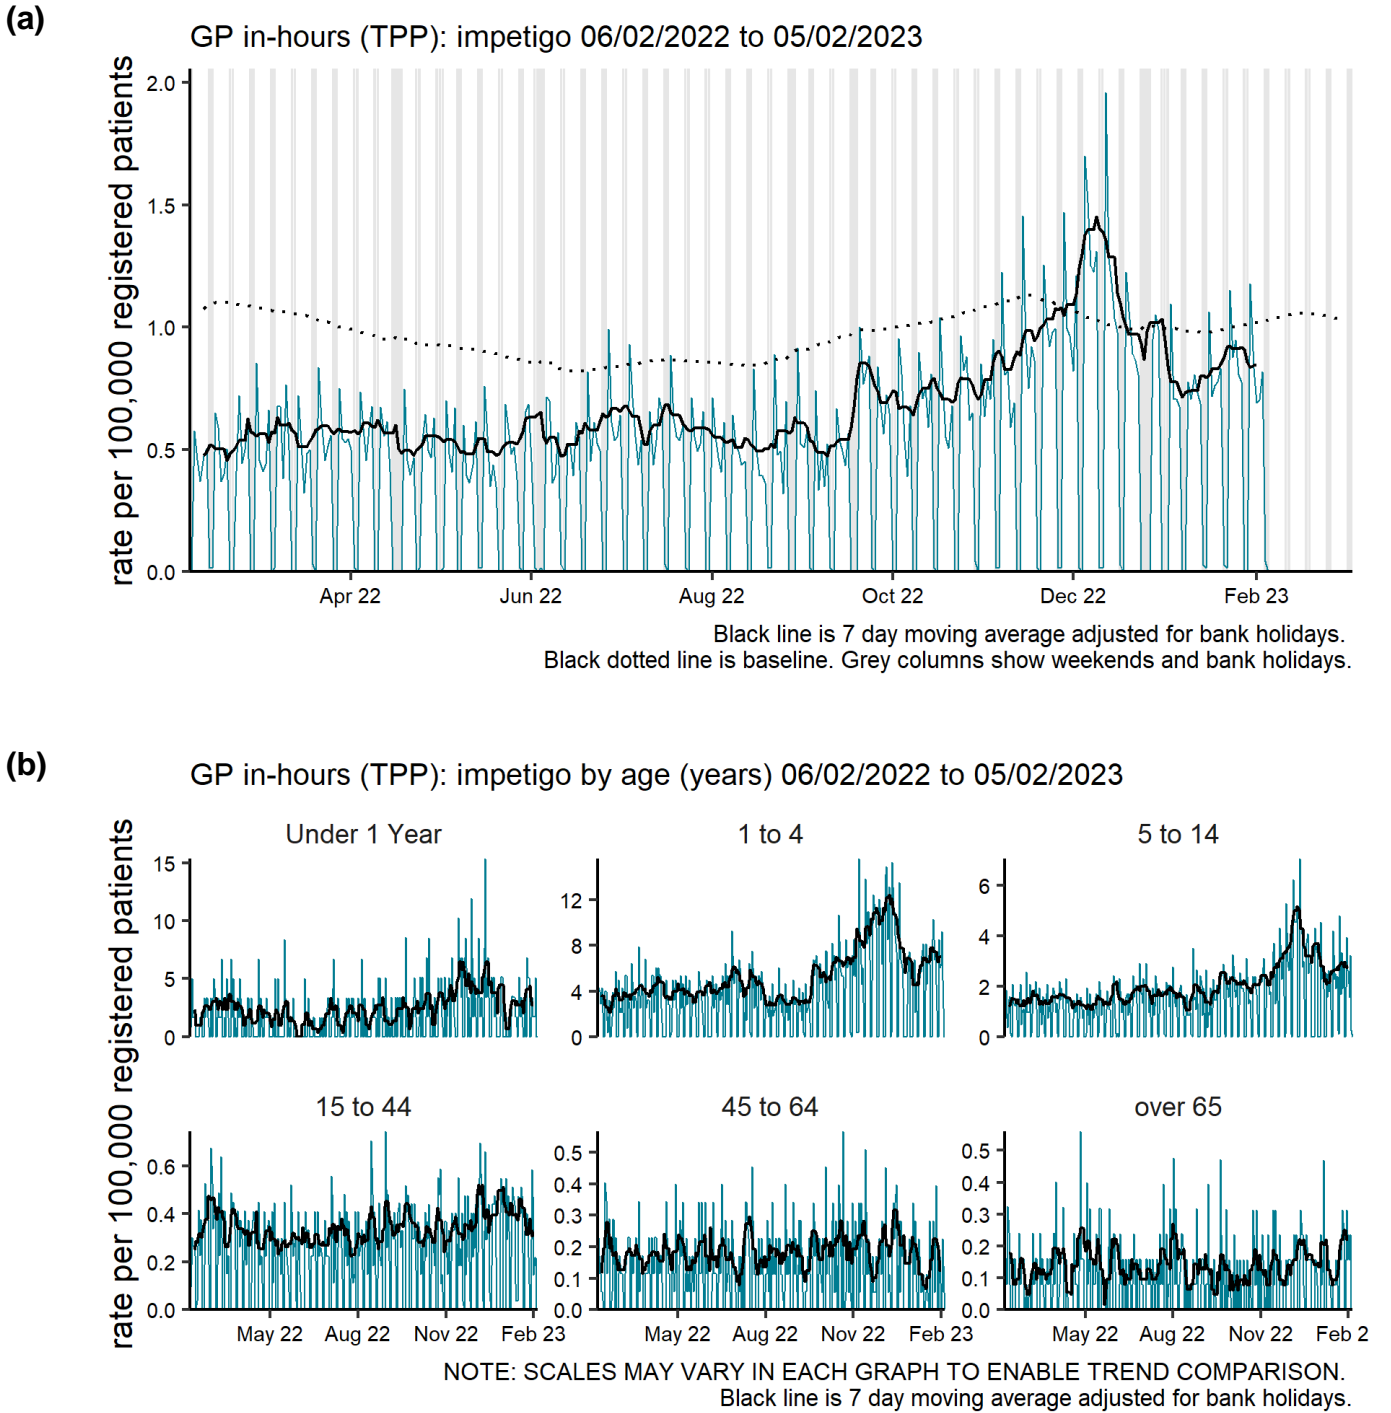 (a)
GP in-hours (TPP): impetigo 06/02/2022 to 05/02/2023
rate per 100,000 registered patients
2.0
1.5
1.0
0.5
0.0
Apr 22 Jun 22 Aug 22 Oct 22 Dec 22 Feb 23
Black line is 7 day moving average adjusted for bank holidays.
Black dotted line is baseline. Grey columns show weekends and bank holidays.
(b)
GP in-hours (TPP): impetigo by age (years) 06/02/2022 to 05/02/2023
rate per 100,000 registered patients
Under 1 Year
15
10
5
0
1 to 4
12
8
4
0
5 to 14
6
4
2
0
15 to 44
0.6
0.4
0.2
0.0
May 22 Aug 22 Nov 22 Feb 23
45 to 64
0.5
0.4
0.3
0.2
0.1
0.0
May 22 Aug 22 Nov 22 Feb 23
over 65
0.5
0.4
0.3
0.2
0.1
0.0
May 22 Aug 22 Nov 22 Feb 2
NOTE: SCALES MAY VARY IN EACH GRAPH TO ENABLE TREND COMPARISON.
Black line is 7 day moving average adjusted for bank holidays.